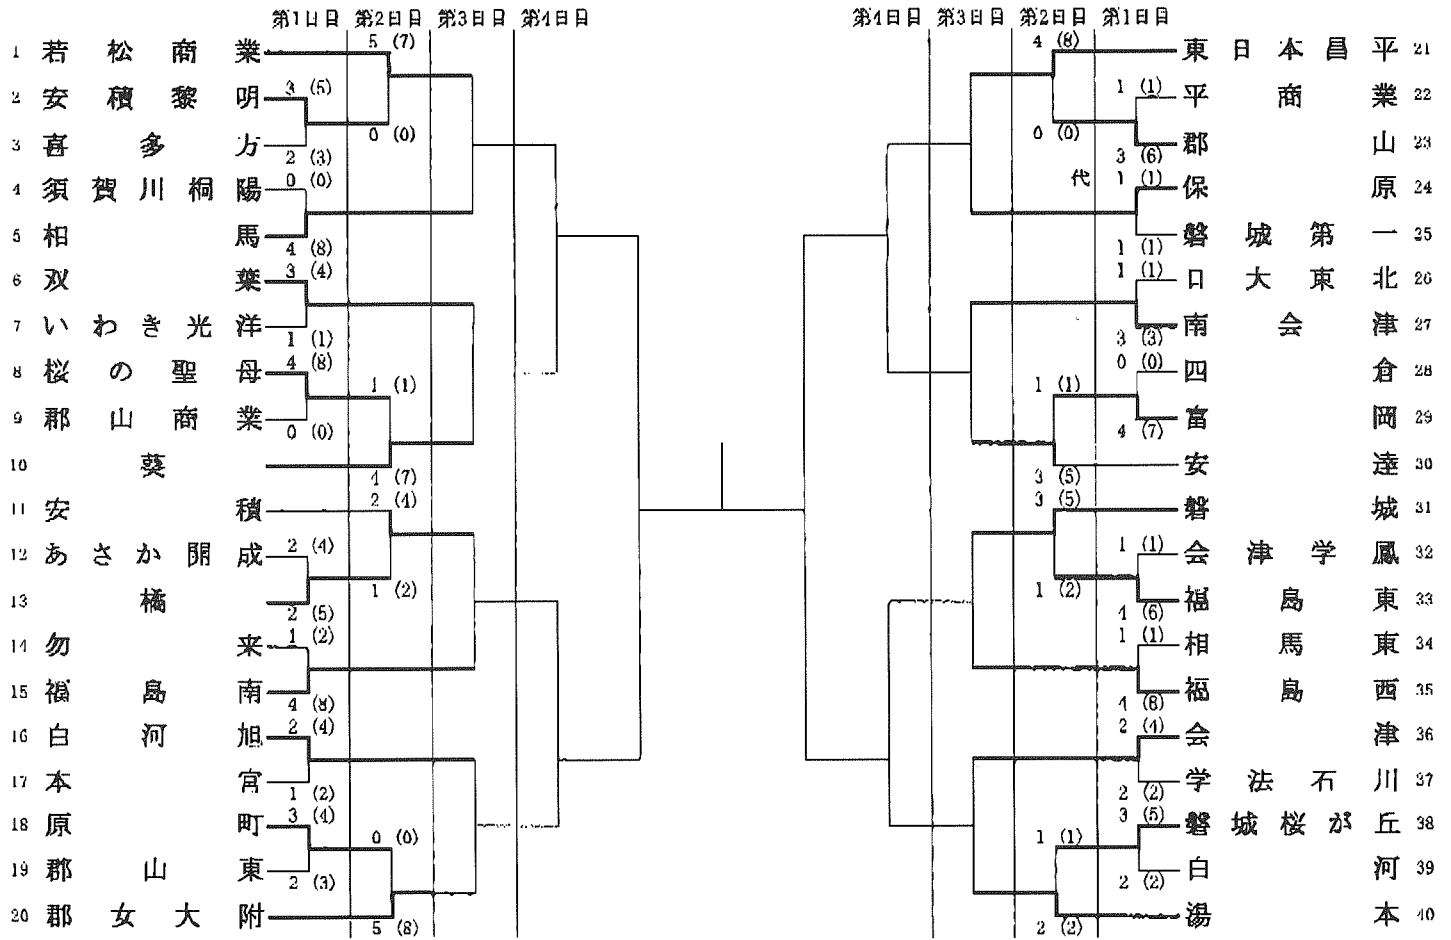 第1日目 第2日目 第3日目 第4日目
第4日目 第3日目 第2日目 第1日目
5 (7)
1 若松商業
3 (5)
2 安積黎明
0 (0)
3 喜多方
2 (3)
0 (0)
4 須賀川桐陽
5 相馬
4 (8)
3 (4)
6 双葉
7 いわき光洋
1 (1)
4 (8)
8 桜の聖母
1 (1)
9 郡山商業
0 (0)
10 葵
4 (7)
2 (4)
11 安積
2 (4)
12 あさか開成
1 (2)
13 橘
2 (5)
1 (2)
14 勿来
15 福島南
4 (8)
2 (4)
16 白河旭
17 本宮
1 (2)
3 (4)
18 原町
0 (0)
19 郡山東
2 (3)
20 郡女大附
5 (8)
4 (8)
東日本昌平 21
1 (1)
平商業 22
0 (0)
郡山 23
3 (6)
代 1 (1)
保原 24
磐城第一 25
1 (1)
1 (1)
日大東北 26
南会津 27
3 (3)
0 (0)
四倉 28
1 (1)
富岡 29
4 (7)
安達 30
3 (5)
3 (5)
磐城 31
1 (1)
会津学鳳 32
1 (2)
福島東 33
4 (6)
1 (1)
相馬東 34
福島西 35
4 (8)
2 (4)
会津 36
学法石川 37
2 (2)
3 (5)
磐城桜が丘 38
1 (1)
白河 39
2 (2)
湯本 40
2 (2)